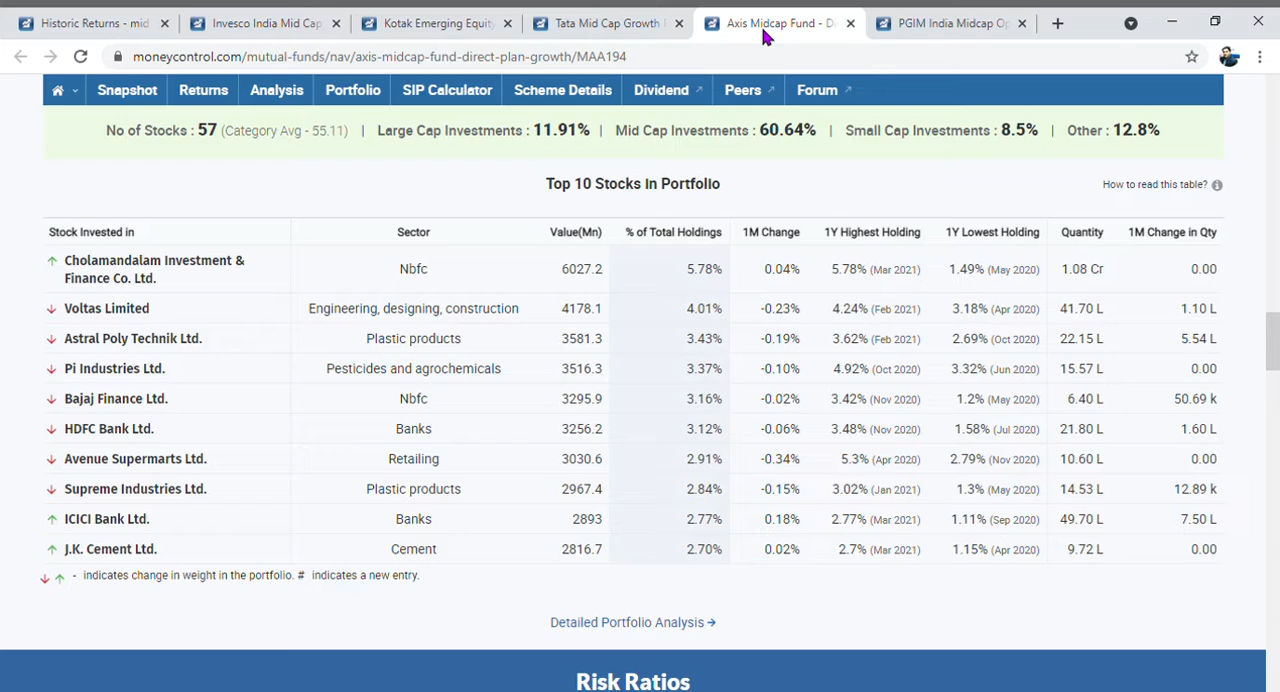 Historic Returns - mid
Invesco India Mid Cap
Kotak Emerging Equity
Tata Mid Cap Growth
Axis Midcap Fund - D
PGIM India Midcap Op
moneycontrol.com/mutual-funds/nav/axis-midcap-fund-direct-plan-growth/MAA194
Snapshot Returns Analysis Portfolio SIP Calculator Scheme Details Dividend Peers Forum
No of Stocks : 57 (Category Avg - 55.11) | Large Cap Investments : 11.91% | Mid Cap Investments : 60.64% | Small Cap Investments : 8.5% | Other : 12.8%
Top 10 Stocks in Portfolio
How to read this table?
Stock Invested in Sector Value(Mn) % of Total Holdings 1M Change 1Y Highest Holding 1Y Lowest Holding Quantity 1M Change in Qty
↑ Cholamandalam Investment &
Finance Co. Ltd. Nbfc 6027.2 5.78% 0.04% 5.78% (Mar 2021) 1.49% (May 2020) 1.08 Cr 0.00
↓ Voltas Limited Engineering, designing, construction 4178.1 4.01% -0.23% 4.24% (Feb 2021) 3.18% (Apr 2020) 41.70 L 1.10 L
↓ Astral Poly Technik Ltd. Plastic products 3581.3 3.43% -0.19% 3.62% (Feb 2021) 2.69% (Oct 2020) 22.15 L 5.54 L
↓ Pi Industries Ltd. Pesticides and agrochemicals 3516.3 3.37% -0.10% 4.92% (Oct 2020) 3.32% (Jun 2020) 15.57 L 0.00
↓ Bajaj Finance Ltd. Nbfc 3295.9 3.16% -0.02% 3.42% (Nov 2020) 1.2% (May 2020) 6.40 L 50.69 k
↓ HDFC Bank Ltd. Banks 3256.2 3.12% -0.06% 3.48% (Nov 2020) 1.58% (Jul 2020) 21.80 L 1.60 L
↓ Avenue Supermarts Ltd. Retailing 3030.6 2.91% -0.34% 5.3% (Apr 2020) 2.79% (Nov 2020) 10.60 L 0.00
↓ Supreme Industries Ltd. Plastic products 2967.4 2.84% -0.15% 3.02% (Jan 2021) 1.3% (May 2020) 14.53 L 12.89 k
↑ ICICI Bank Ltd. Banks 2893 2.77% 0.18% 2.77% (Mar 2021) 1.11% (Sep 2020) 49.70 L 7.50 L
↑ J.K. Cement Ltd. Cement 2816.7 2.70% 0.02% 2.7% (Mar 2021) 1.15% (Apr 2020) 9.72 L 0.00
↓ ↑ - indicates change in weight in the portfolio. # indicates a new entry.
Detailed Portfolio Analysis →
Risk Ratios